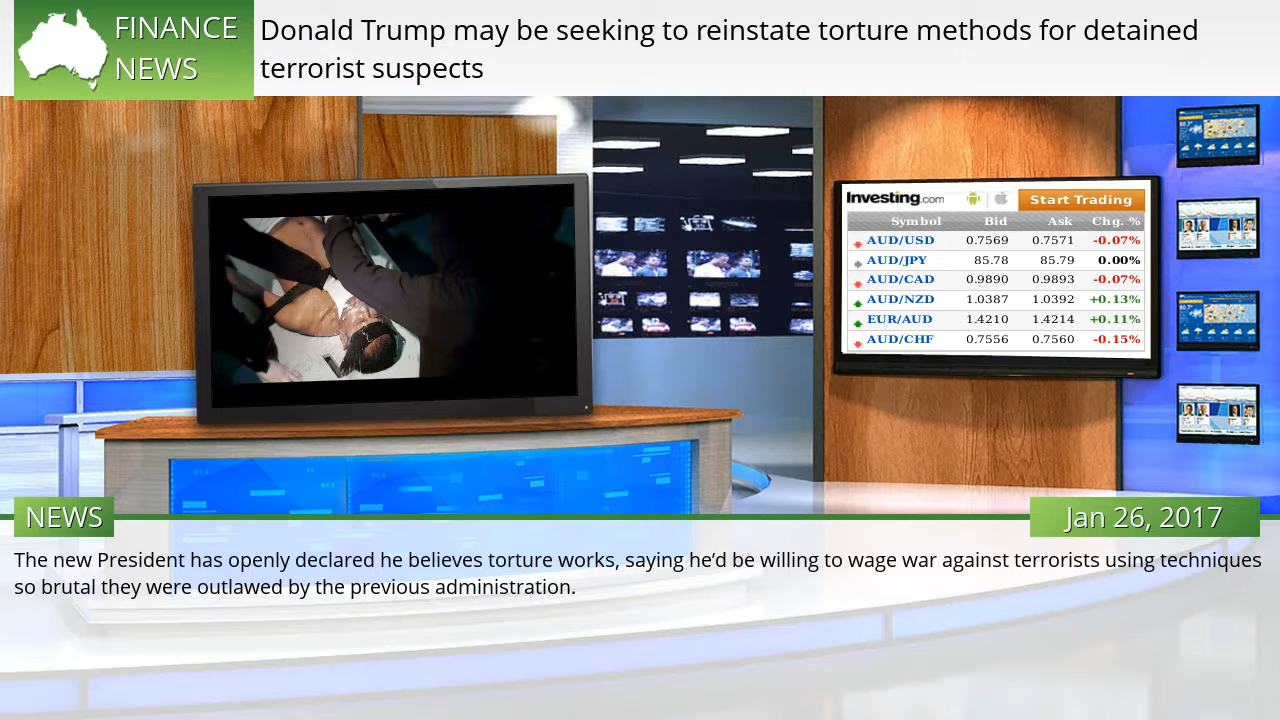 FINANCE
NEWS
Donald Trump may be seeking to reinstate torture methods for detained
terrorist suspects
Investing.com
Start Trading
Symbol Bid Ask Chg. %
AUD/USD 0.7569 0.7571 -0.07%
AUD/JPY 85.78 85.79 0.00%
AUD/CAD 0.9890 0.9893 -0.07%
AUD/NZD 1.0387 1.0392 +0.13%
EUR/AUD 1.4210 1.4214 +0.11%
AUD/CHF 0.7556 0.7560 -0.15%
NEWS
Jan 26, 2017
The new President has openly declared he believes torture works, saying he’d be willing to wage war against terrorists using techniques
so brutal they were outlawed by the previous administration.